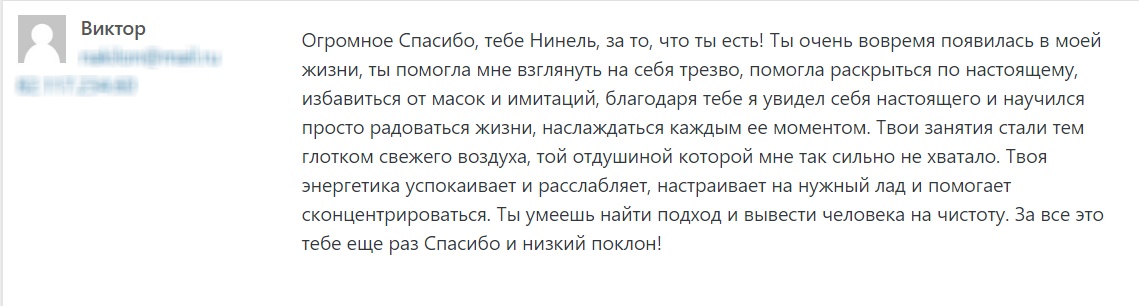 Виктор
Огромное Спасибо, тебе Нинель, за то, что ты есть! Ты очень вовремя появилась в моей
жизни, ты помогла мне взглянуть на себя трезво, помогла раскрыться по настоящему,
избавиться от масок и имитаций, благодаря тебе я увидел себя настоящего и научился
просто радоваться жизни, наслаждаться каждым ее моментом. Твои занятия стали тем
глотком свежего воздуха, той отдушиной которой мне так сильно не хватало. Твоя
энергетика успокаивает и расслабляет, настраивает на нужный лад и помогает
сконцентрироваться. Ты умеешь найти подход и вывести человека на чистоту. За все это
тебе еще раз Спасибо и низкий поклон!